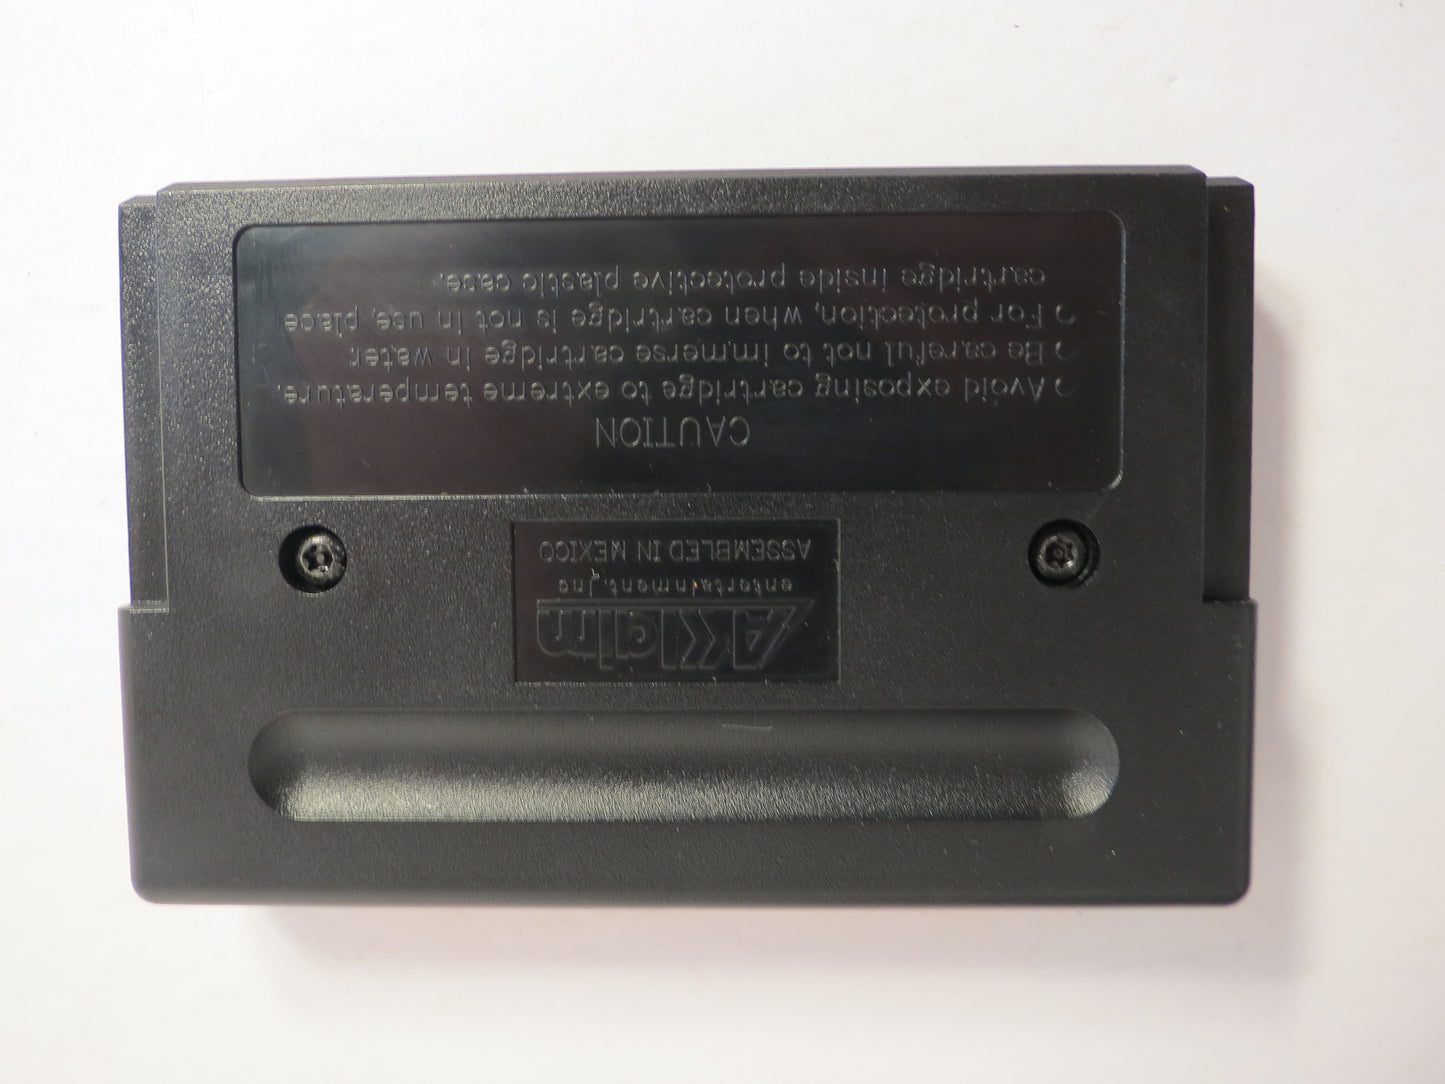 CAUTION
Avoid exposing cartridge to extreme temperature.
Be careful not to immerse cartridge in water.
For protection, when cartridge is not in use, place
cartridge inside protective plastic case.
AKlaim
entertainment, inc
ASSEMBLED IN MEXICO